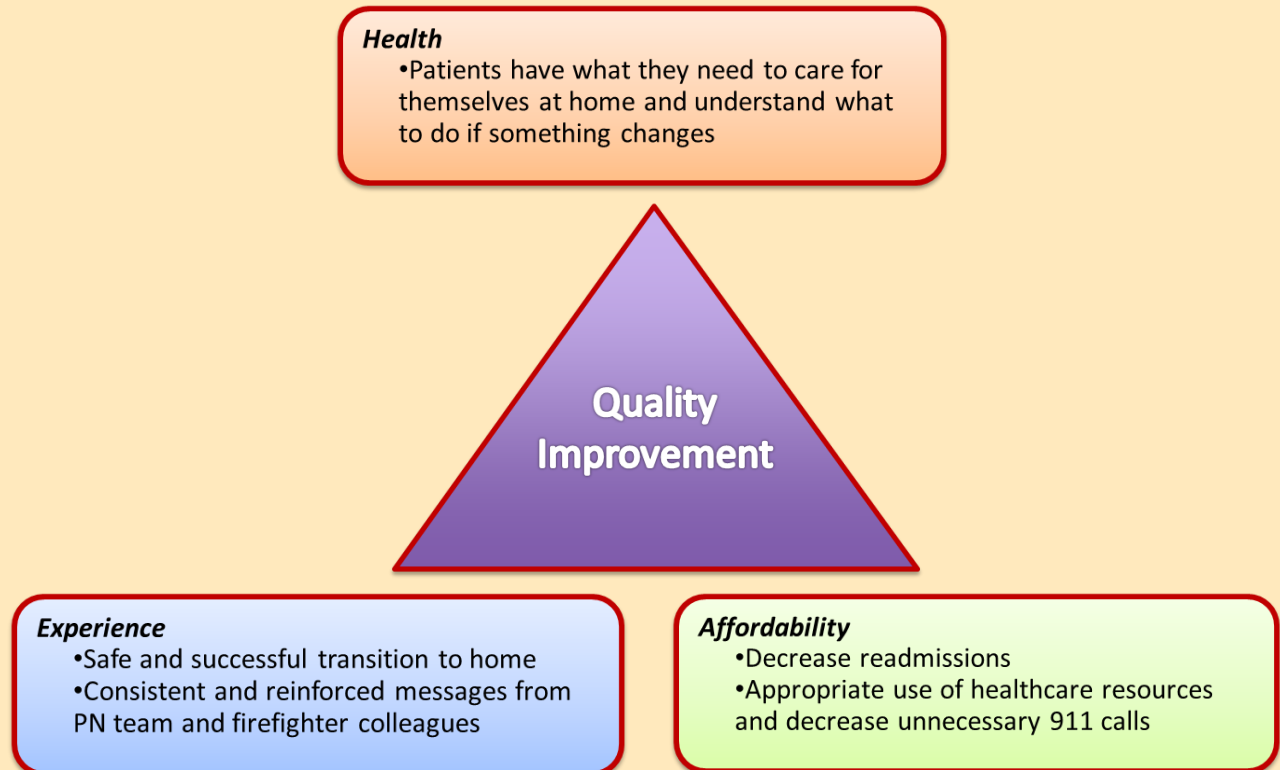 Health
•Patients have what they need to care for
themselves at home and understand what
to do if something changes
Quality
Improvement
Experience
•Safe and successful transition to home
•Consistent and reinforced messages from
PN team and firefighter colleagues
Affordability
•Decrease readmissions
•Appropriate use of healthcare resources
and decrease unnecessary 911 calls